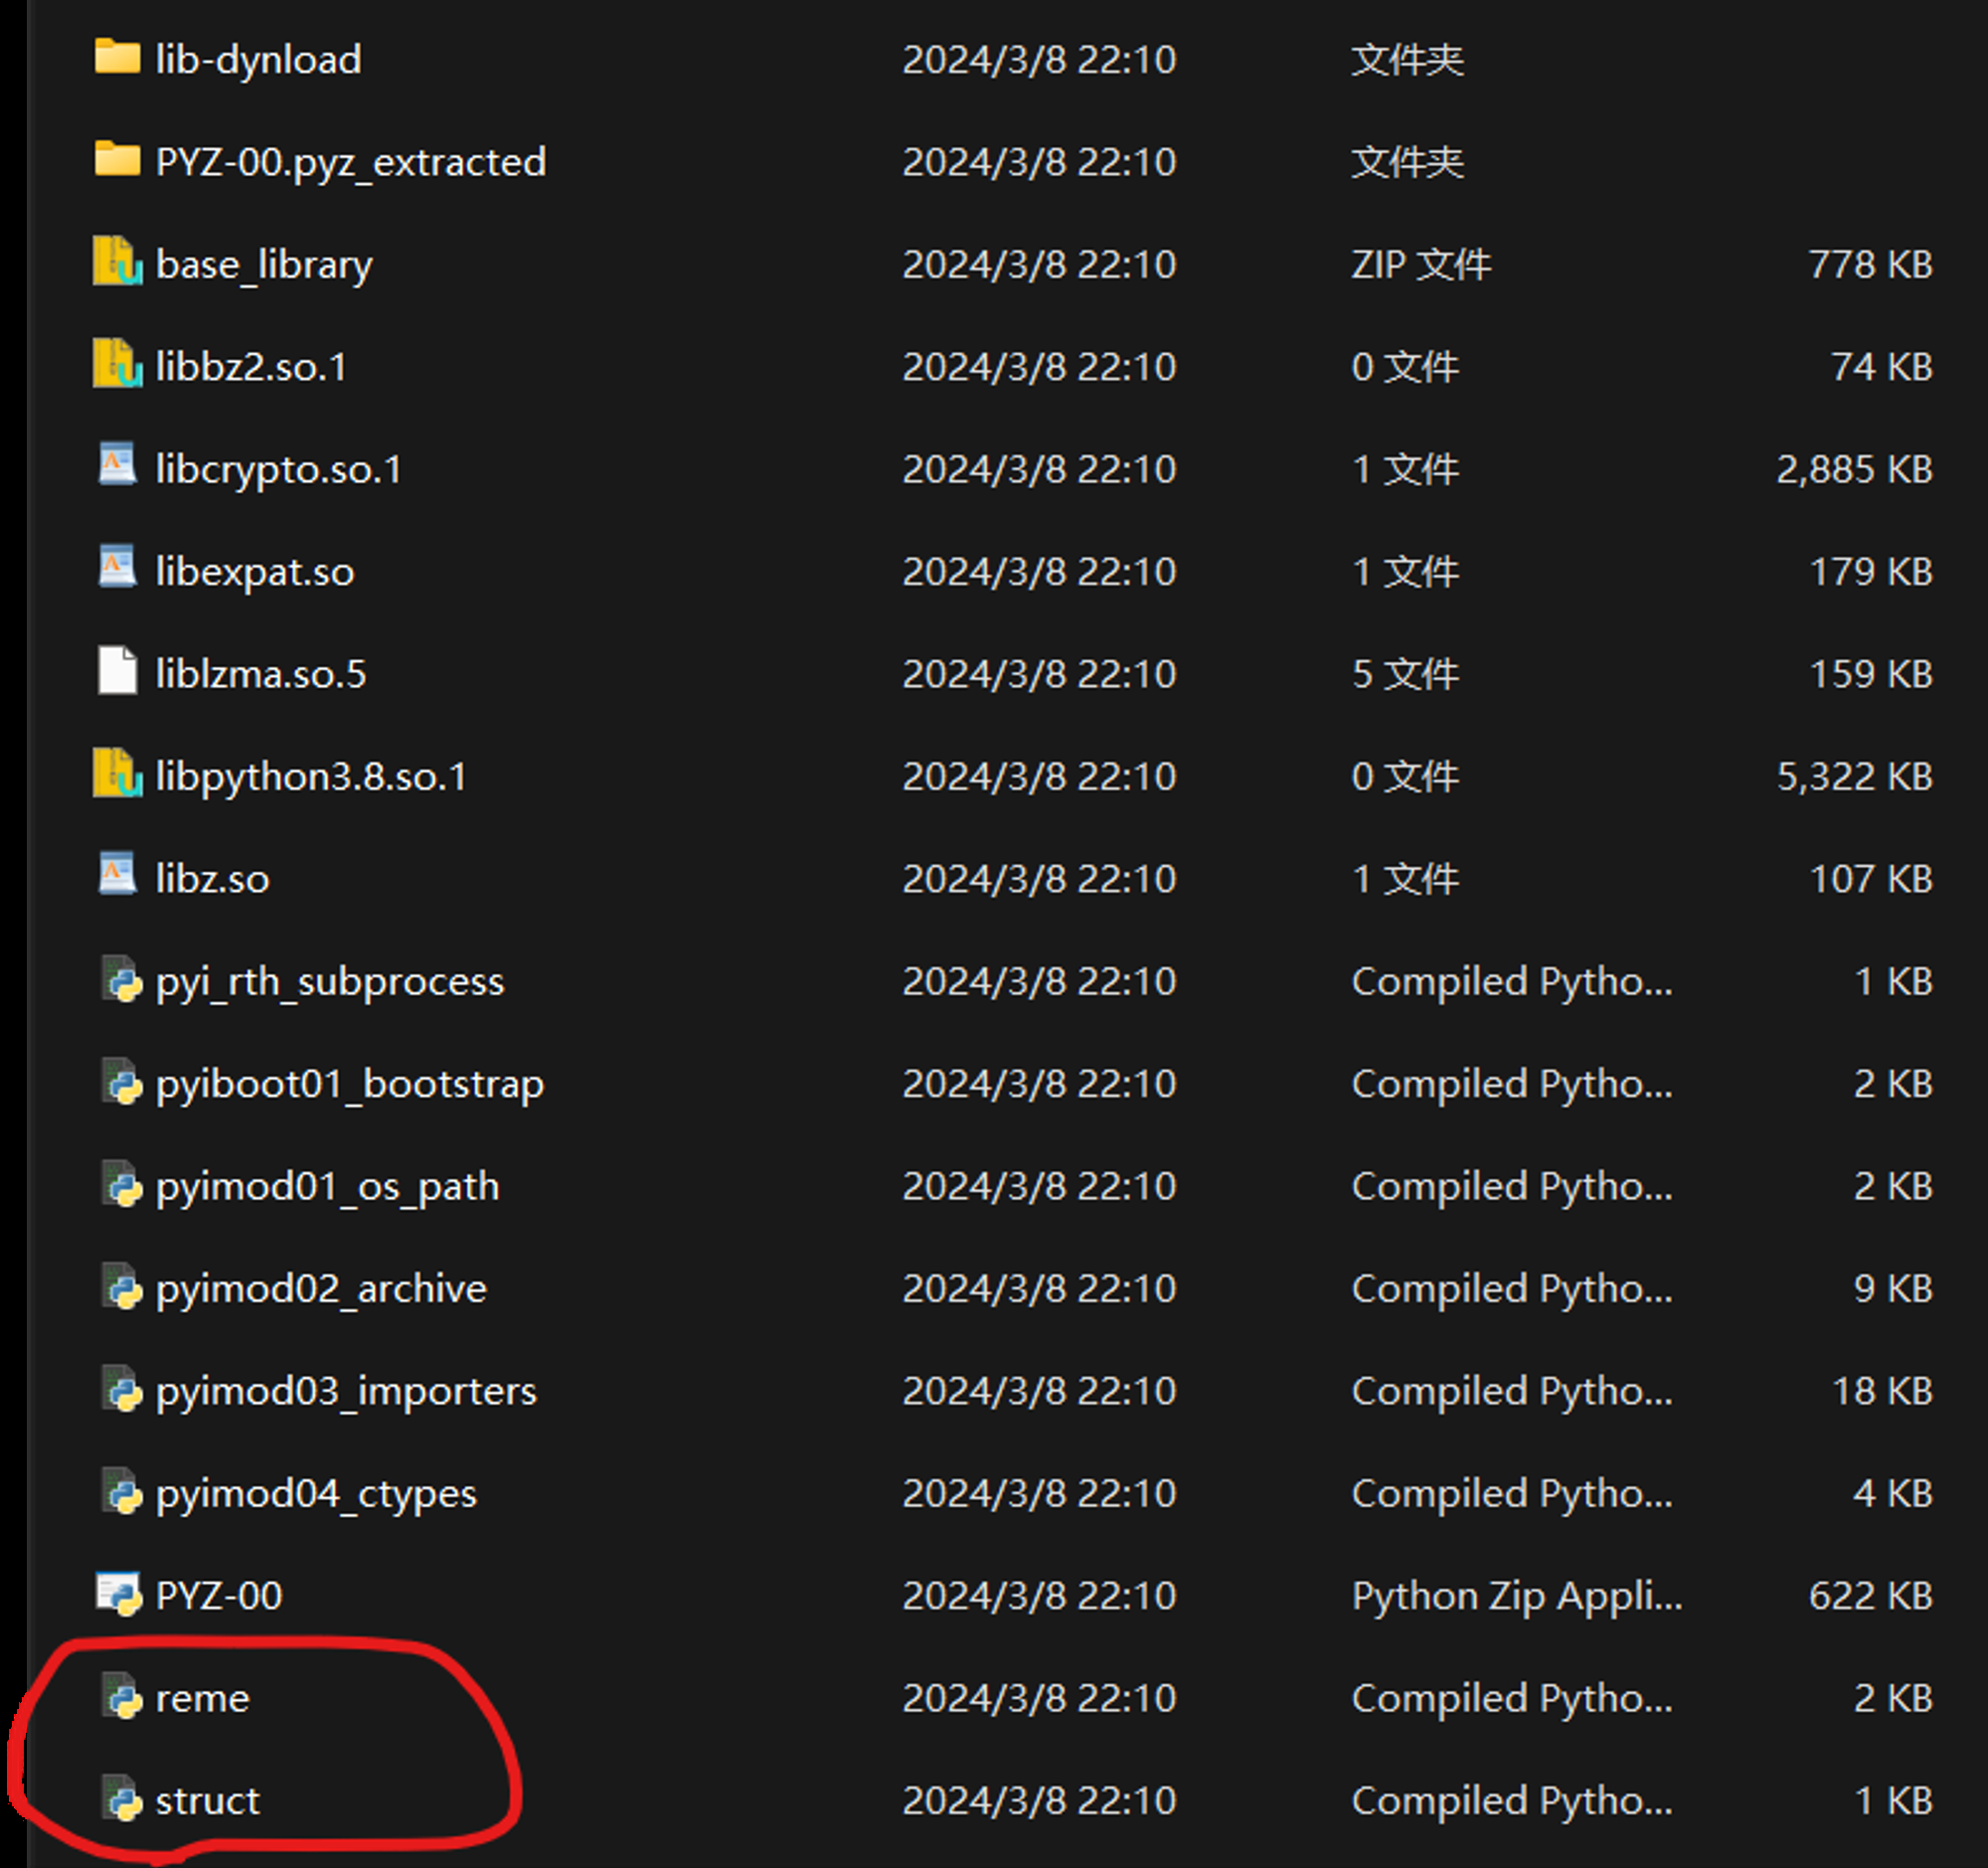 lib-dynload 2024/3/8 22:10 文件夹
PYZ-00.pyz_extracted 2024/3/8 22:10 文件夹
base_library 2024/3/8 22:10 ZIP 文件 778 KB
libbz2.so.1 2024/3/8 22:10 0 文件 74 KB
libcrypto.so.1 2024/3/8 22:10 1 文件 2,885 KB
libexpat.so 2024/3/8 22:10 1 文件 179 KB
liblzma.so.5 2024/3/8 22:10 5 文件 159 KB
libpython3.8.so.1 2024/3/8 22:10 0 文件 5,322 KB
libz.so 2024/3/8 22:10 1 文件 107 KB
pyi_rth_subprocess 2024/3/8 22:10 Compiled Pytho... 1 KB
pyiboot01_bootstrap 2024/3/8 22:10 Compiled Pytho... 2 KB
pyimod01_os_path 2024/3/8 22:10 Compiled Pytho... 2 KB
pyimod02_archive 2024/3/8 22:10 Compiled Pytho... 9 KB
pyimod03_importers 2024/3/8 22:10 Compiled Pytho... 18 KB
pyimod04_ctypes 2024/3/8 22:10 Compiled Pytho... 4 KB
PYZ-00 2024/3/8 22:10 Python Zip Appli... 622 KB
reme 2024/3/8 22:10 Compiled Pytho... 2 KB
struct 2024/3/8 22:10 Compiled Pytho... 1 KB